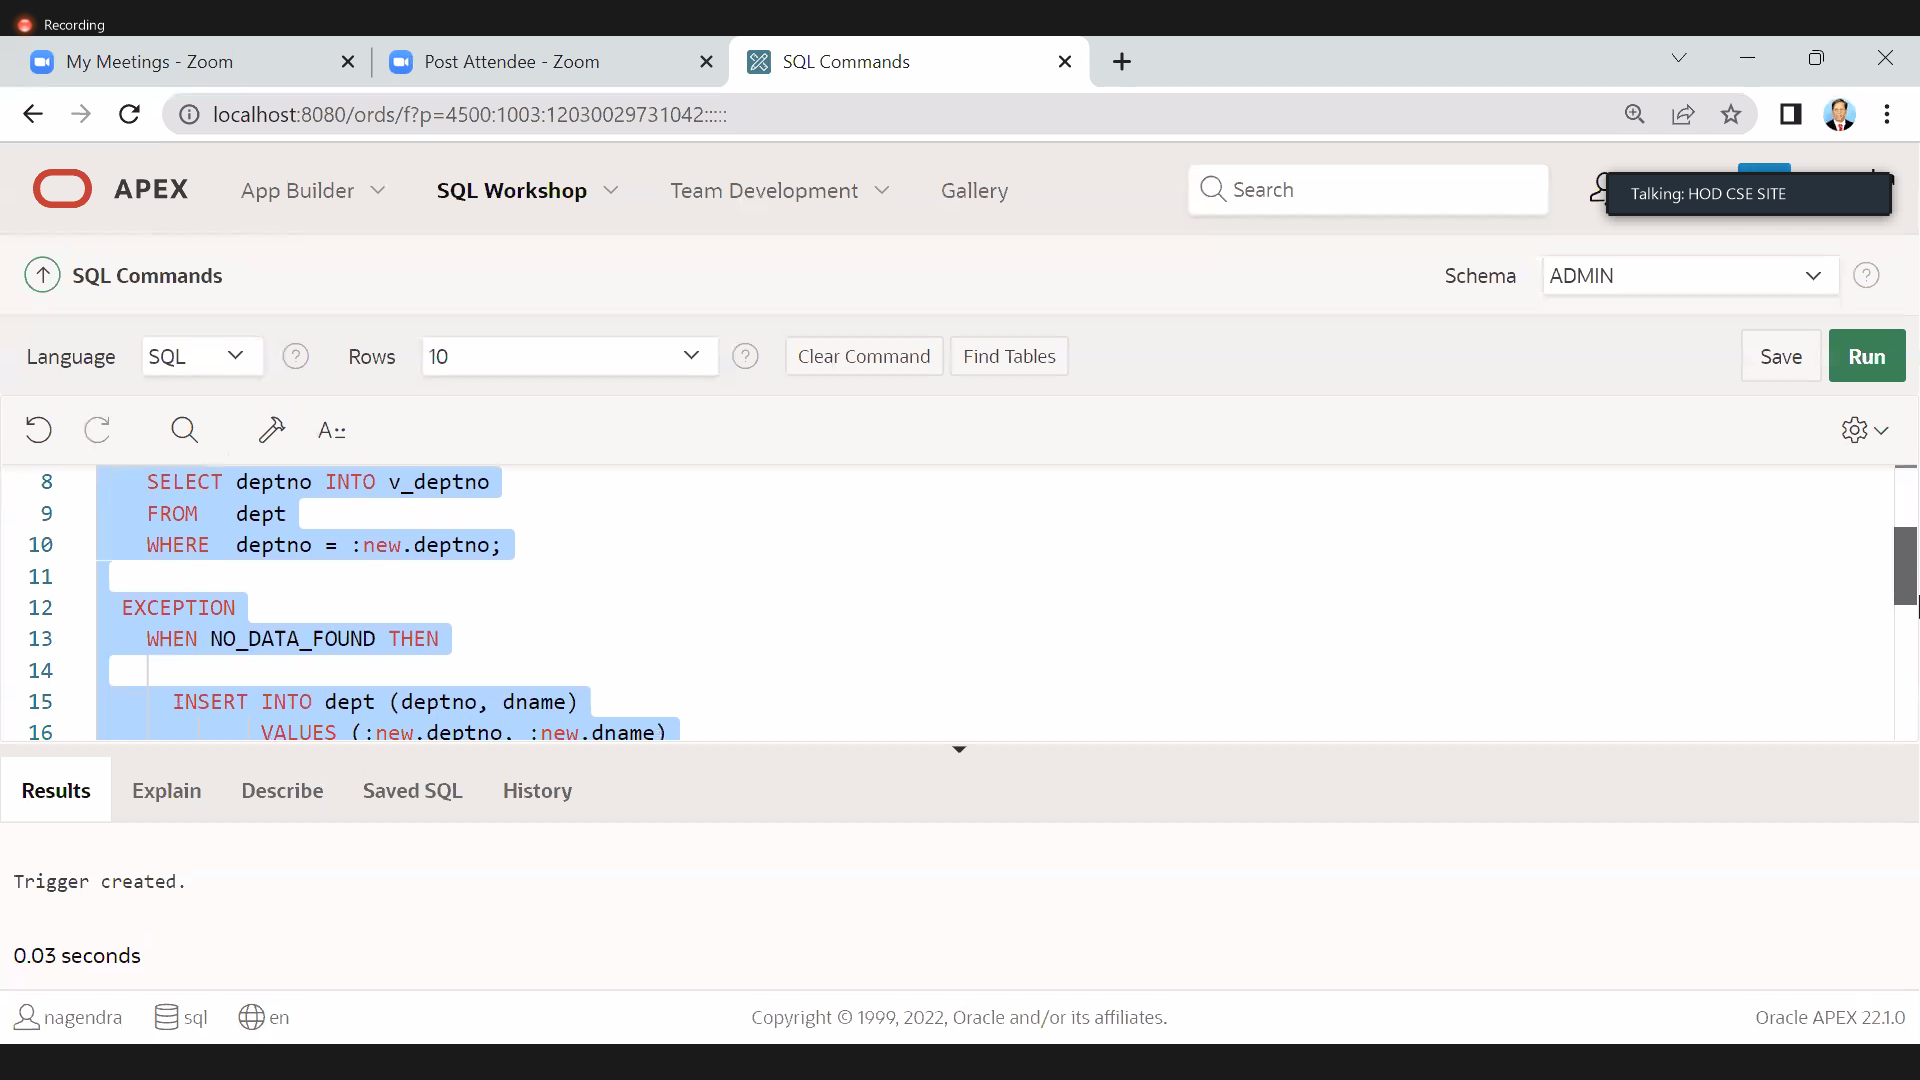 Recording
My Meetings - Zoom
Post Attendee - Zoom
SQL Commands
localhost:8080/ords/f?p=4500:1003:12030029731042:::::
APEX
App Builder
SQL Workshop
Team Development
Gallery
Search
Talking: HOD CSE SITE
SQL Commands
Schema
ADMIN
Language
SQL
Rows
10
Clear Command
Find Tables
Save
Run
8 SELECT deptno INTO v_deptno
9 FROM   dept
10 WHERE  deptno = :new.deptno;
11
12 EXCEPTION
13 WHEN NO_DATA_FOUND THEN
14
15 INSERT INTO dept (deptno, dname)
16 VALUES (:new.deptno, :new.dname)
Results
Explain
Describe
Saved SQL
History
Trigger created.
0.03 seconds
nagendra
sql
en
Copyright © 1999, 2022, Oracle and/or its affiliates.
Oracle APEX 22.1.0